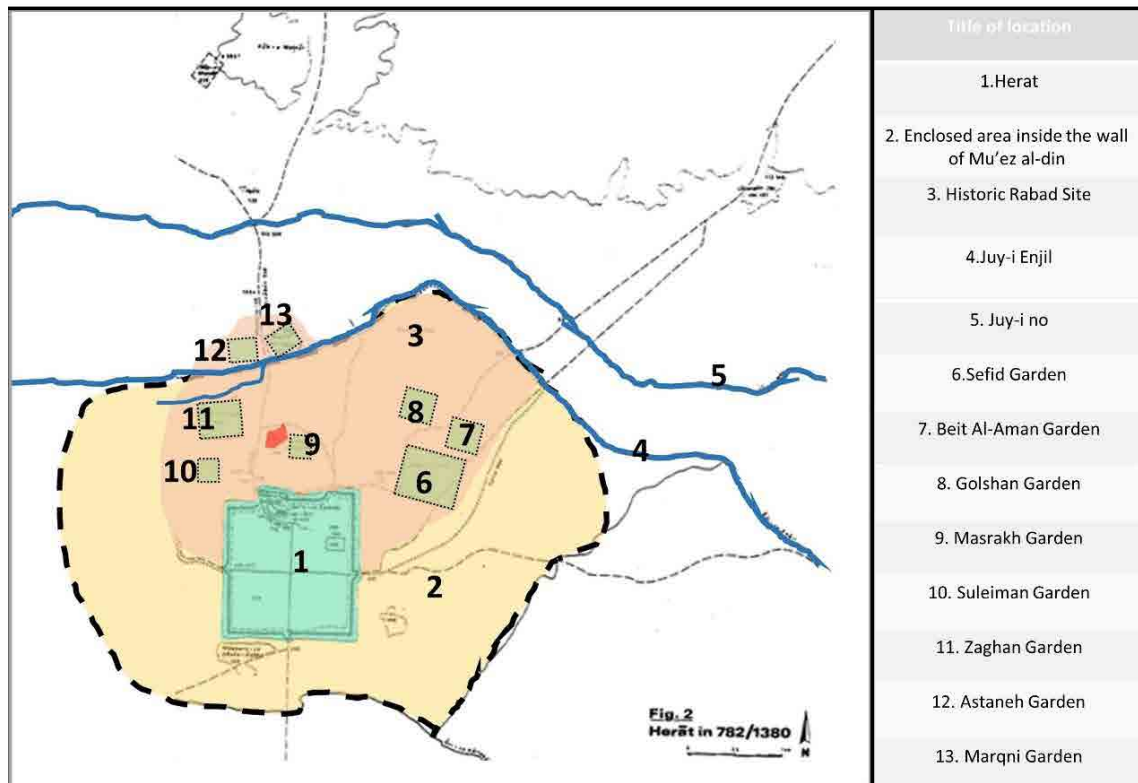 Title of location
1.Herat
2. Enclosed area inside the wall
of Mu'ez al-din
3. Historic Rabad Site
4.Juy-i Enjil
5. Juy-i no
6.Sefid Garden
7. Beit Al-Aman Garden
8. Golshan Garden
9. Masrakh Garden
10. Suleiman Garden
11. Zaghan Garden
12. Astaneh Garden
13. Marqni Garden
13
12
3
5
11
8
7
9
4
10
6
1
2
Fig. 2
Herāt in 782/1380
N